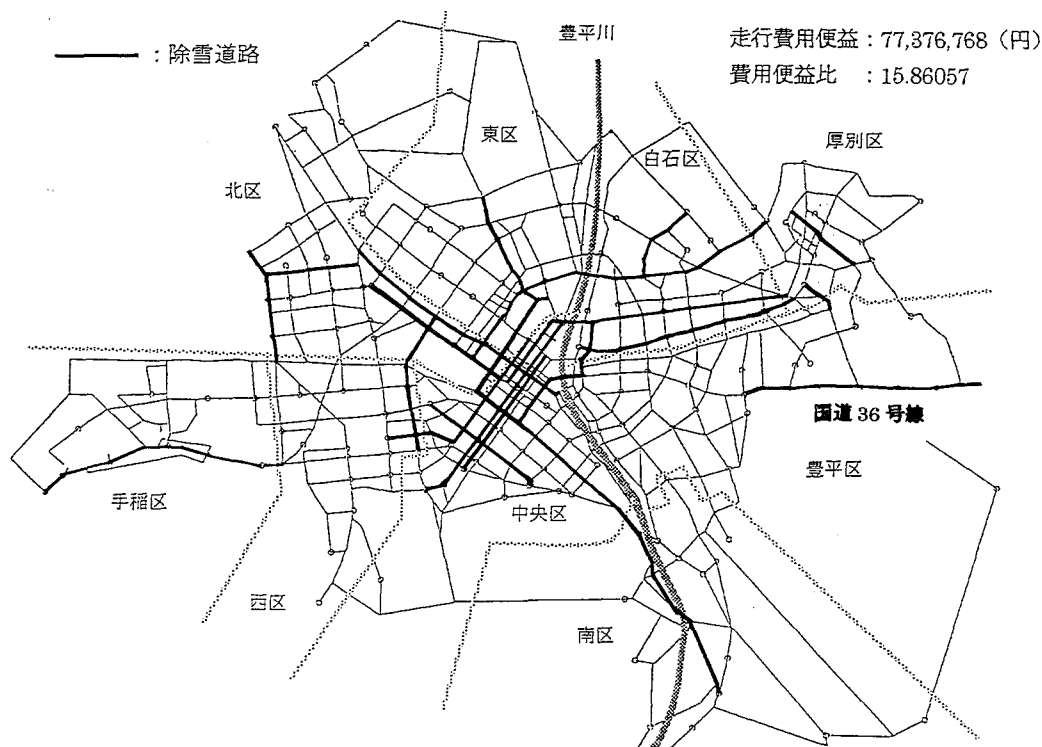 ：除雪道路
豊平川
走行費用便益：77,376,768（円）
費用便益比　：15.86057
東区
白石区
厚別区
北区
国道36号線
豊平区
手稲区
中央区
西区
南区